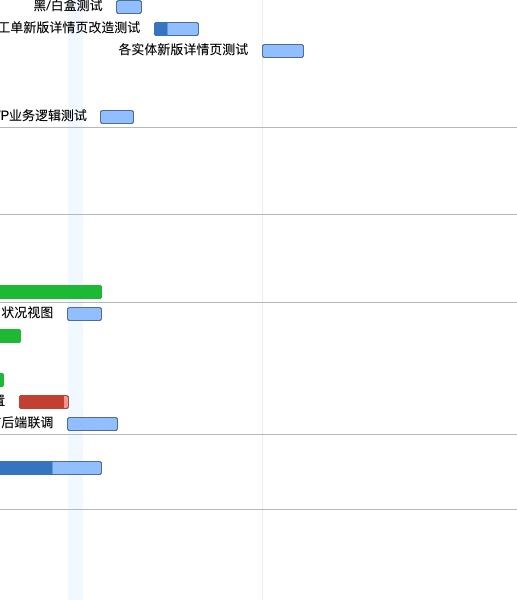 黑/白盒测试
工单新版详情页改造测试
各实体新版详情页测试
P业务逻辑测试
状况视图
置
后端联调